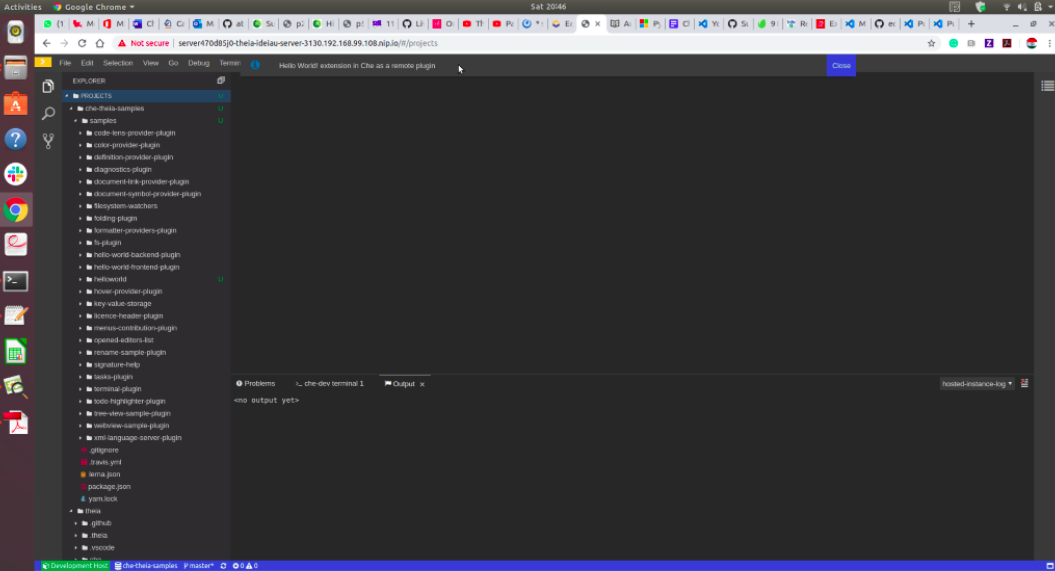 Activities Google Chrome Sat 20:46
Not secure | server470d85j0-theia-ideiau-server-3130.192.168.99.108.nip.io/#/projects
File Edit Selection View Go Debug Termin Hello World! extension in Che as a remote plugin Close
EXPLORER
PROJECTS U
che-theia-samples U
samples U
code-lens-provider-plugin
color-provider-plugin
definition-provider-plugin
diagnostics-plugin
document-link-provider-plugin
document-symbol-provider-plugin
filesystem-watchers
folding-plugin
formatter-providers-plugin
fs-plugin
hello-world-backend-plugin
hello-world-frontend-plugin
helloworld U
hover-provider-plugin
key-value-storage
licence-header-plugin
menus-contribution-plugin
opened-editors-list
rename-sample-plugin
signature-help
tasks-plugin
terminal-plugin
todo-highlighter-plugin
tree-view-sample-plugin
webview-sample-plugin
xml-language-server-plugin
.gitignore
.travis.yml
lerna.json
package.json
yarn.lock
theia
.github
.theia
.vscode
Problems >_ che-dev terminal 1 Output x hosted-instance-log
<no output yet>
Development Host che-theia-samples master* 0 0